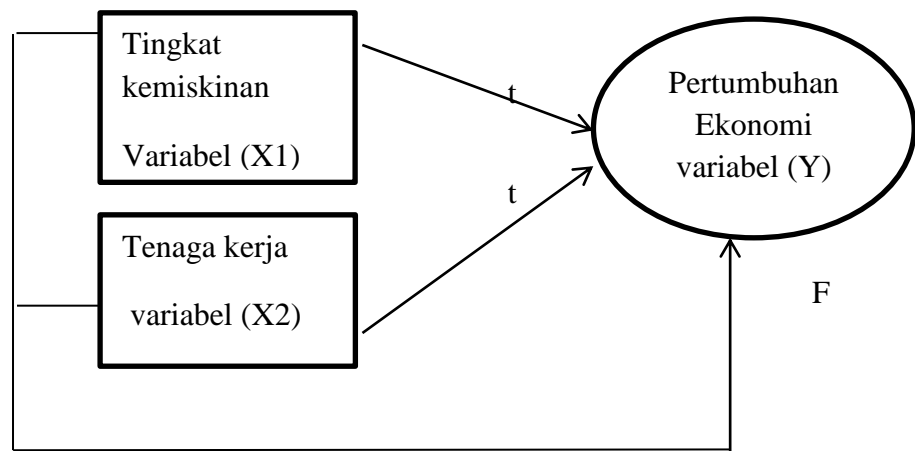 Tingkat
kemiskinan
Variabel (X1)
t
Pertumbuhan
Ekonomi
variabel (Y)
t
Tenaga kerja
variabel (X2)
F